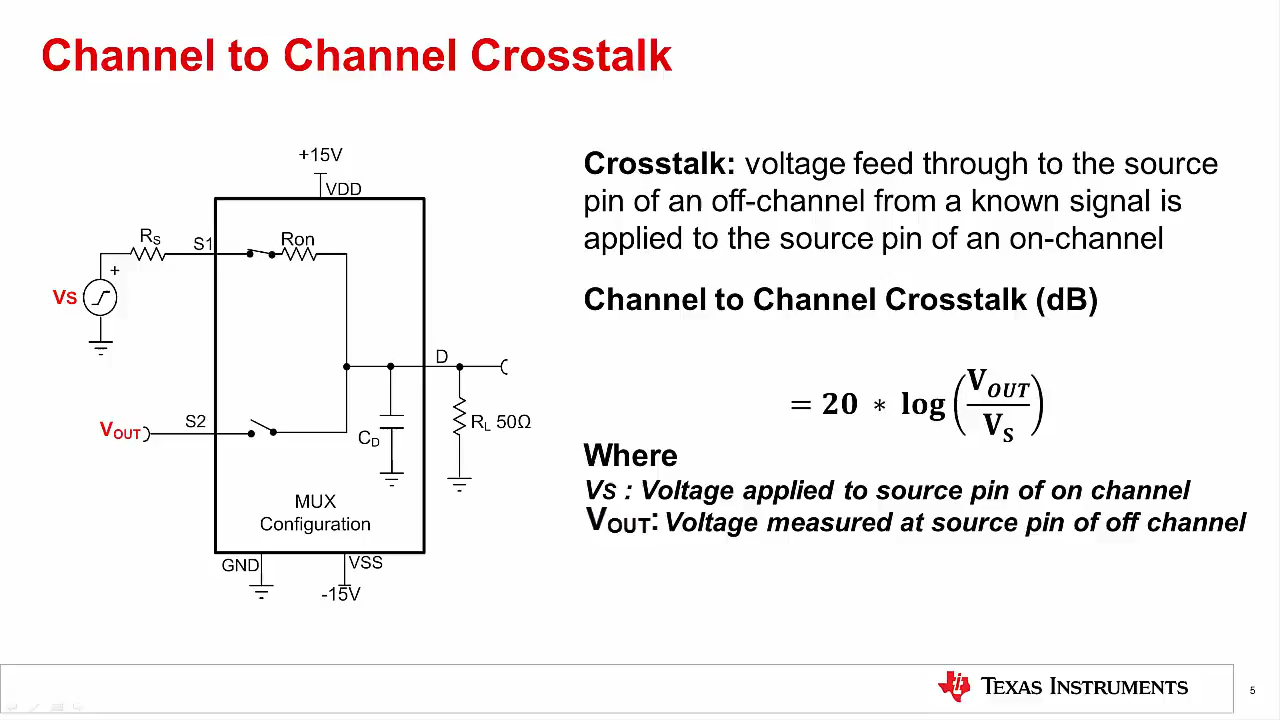 Channel to Channel Crosstalk
+15V
VDD
RS
S1
Ron
+
VS
D
VOUT
S2
CD
RL 50Ω
MUX
Configuration
GND
VSS
-15V
Crosstalk: voltage feed through to the source
pin of an off-channel from a known signal is
applied to the source pin of an on-channel
Channel to Channel Crosstalk (dB)
= 20 * log(VOUT/VS)
Where
VS : Voltage applied to source pin of on channel
VOUT: Voltage measured at source pin of off channel
TEXAS INSTRUMENTS
5